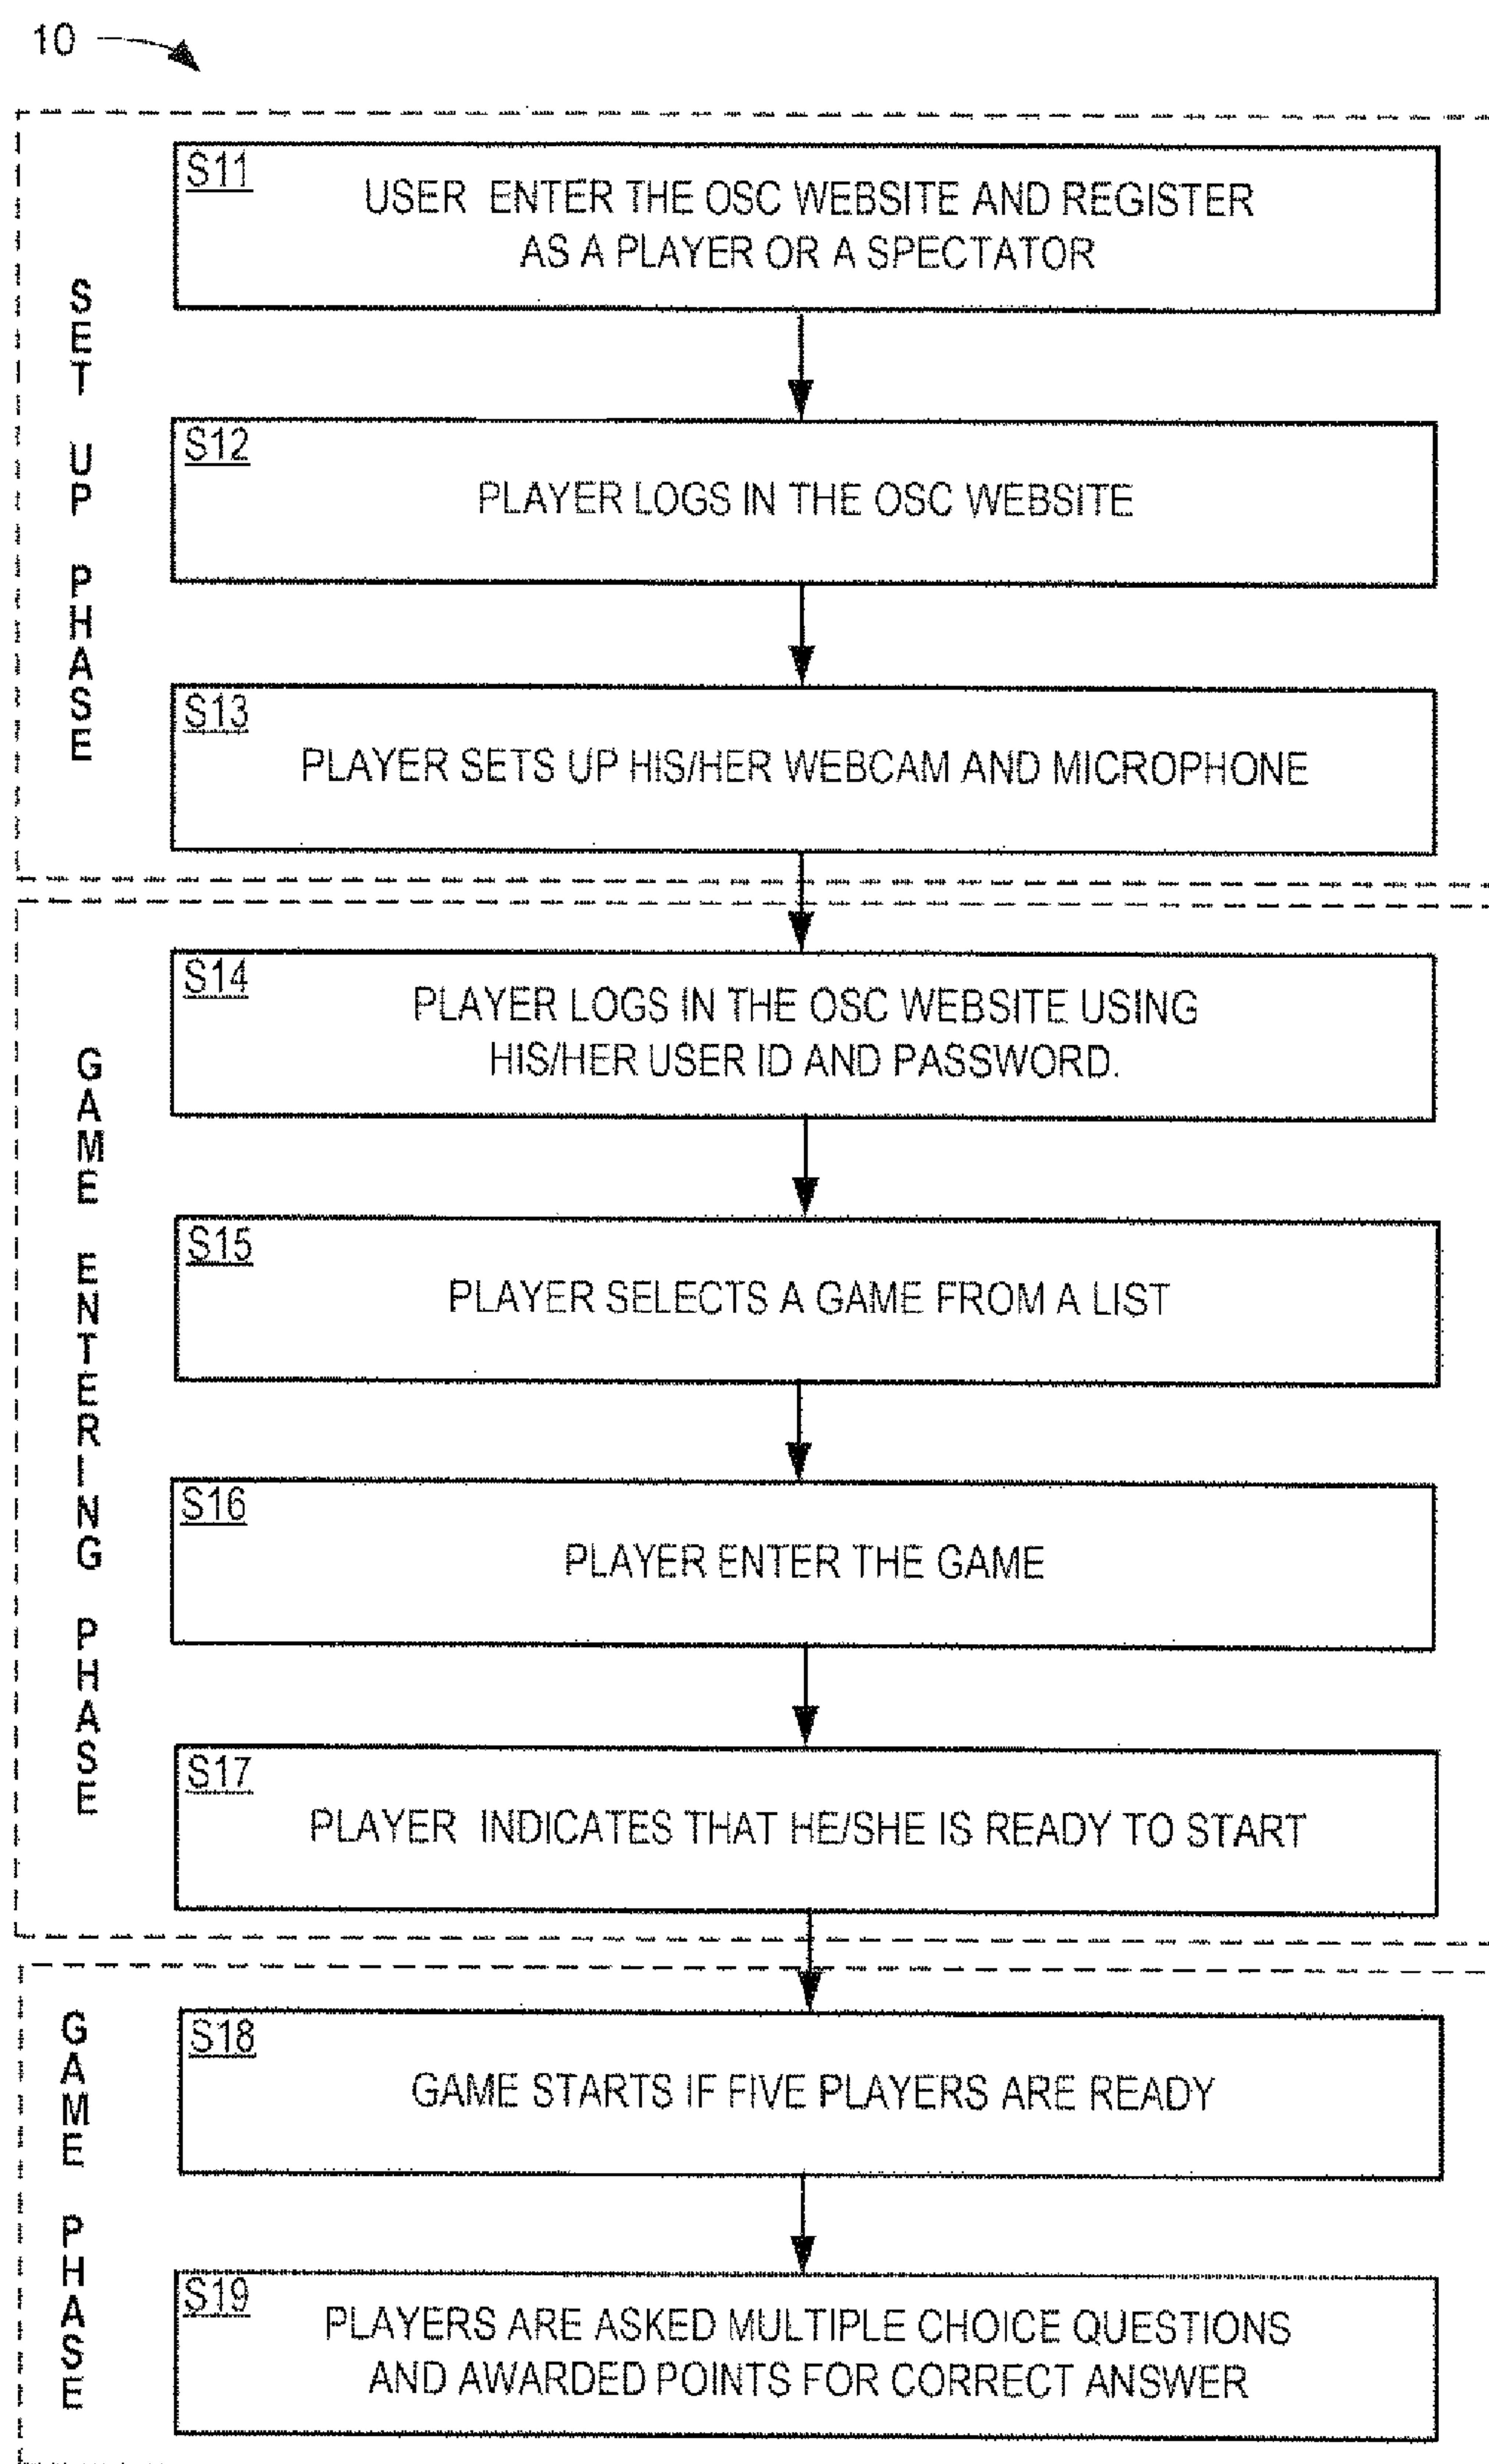 10
SET UP PHASE
S11
USER ENTER THE OSC WEBSITE AND REGISTER
AS A PLAYER OR A SPECTATOR
S12
PLAYER LOGS IN THE OSC WEBSITE
S13
PLAYER SETS UP HIS/HER WEBCAM AND MICROPHONE
GAME ENTERING PHASE
S14
PLAYER LOGS IN THE OSC WEBSITE USING
HIS/HER USER ID AND PASSWORD.
S15
PLAYER SELECTS A GAME FROM A LIST
S16
PLAYER ENTER THE GAME
S17
PLAYER INDICATES THAT HE/SHE IS READY TO START
GAME PHASE
S18
GAME STARTS IF FIVE PLAYERS ARE READY
S19
PLAYERS ARE ASKED MULTIPLE CHOICE QUESTIONS
AND AWARDED POINTS FOR CORRECT ANSWER